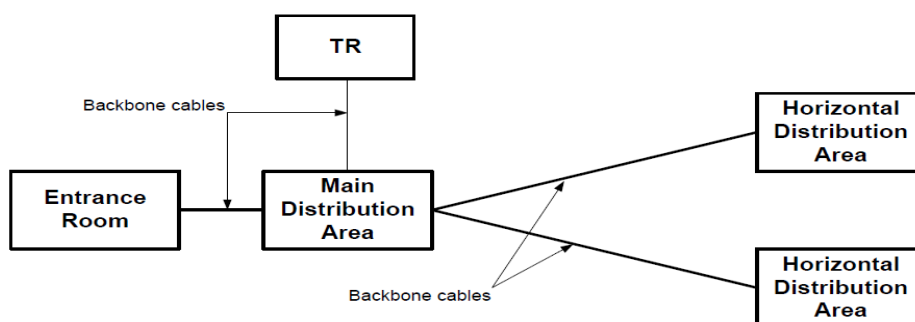 TR
Backbone cables
Horizontal
Distribution
Area
Entrance
Room
Main
Distribution
Area
Backbone cables
Horizontal
Distribution
Area